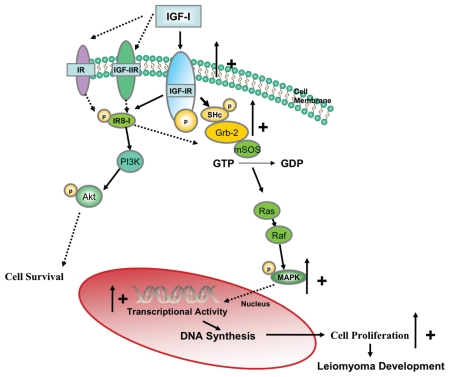 IGF-I
IR
IGF-IIR
IGF-IR
+
Cell
Membrane
p
IRS-I
p
SHc
p
Grb-2
+
mSOS
PI3K
GTP
GDP
p
Akt
Ras
Raf
Cell Survival
p
MAPK
+
+
Nucleus
Transcriptional Activity
DNA Synthesis
Cell Proliferation
+
Leiomyoma Development